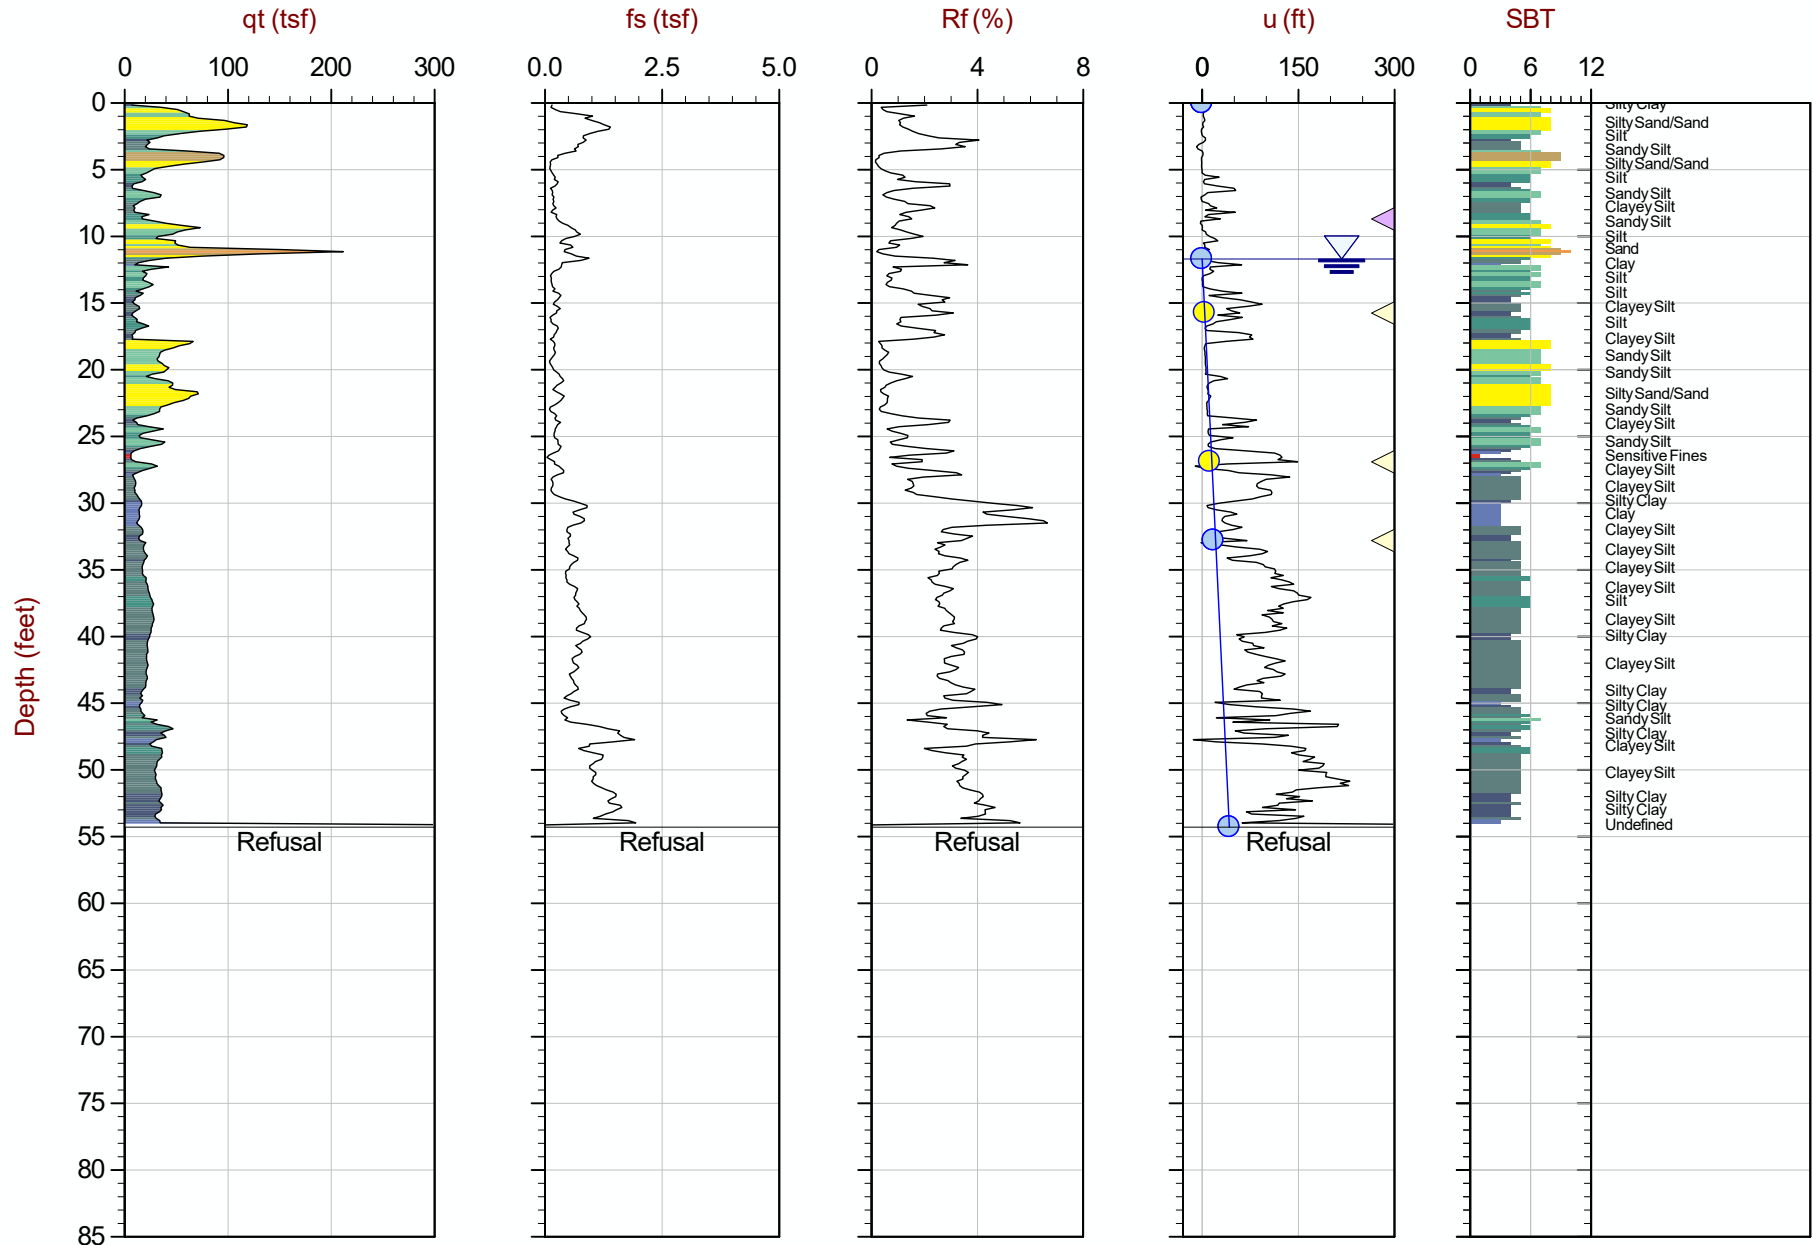 qt (tsf) fs (tsf) Rf (%) u (ft) SBT
0 100 200 300 0.0 2.5 5.0 0 4 8 0 150 300 0 6 12
Depth (feet)
0
5
10
15
20
25
30
35
40
45
50
55
60
65
70
75
80
85
Silty Clay
Silty Sand/Sand
Silt
Sandy Silt
Silty Sand/Sand
Silt
Sandy Silt
Clayey Silt
Sandy Silt
Silt
Sand
Clay
Silt
Silt
Clayey Silt
Silt
Clayey Silt
Sandy Silt
Sandy Silt
Silty Sand/Sand
Sandy Silt
Clayey Silt
Sandy Silt
Sensitive Fines
Clayey Silt
Clayey Silt
Silty Clay
Clay
Clayey Silt
Clayey Silt
Clayey Silt
Clayey Silt
Silt
Clayey Silt
Silty Clay
Clayey Silt
Silty Clay
Silty Clay
Sandy Silt
Silty Clay
Clayey Silt
Clayey Silt
Silty Clay
Silty Clay
Undefined
Refusal Refusal Refusal Refusal